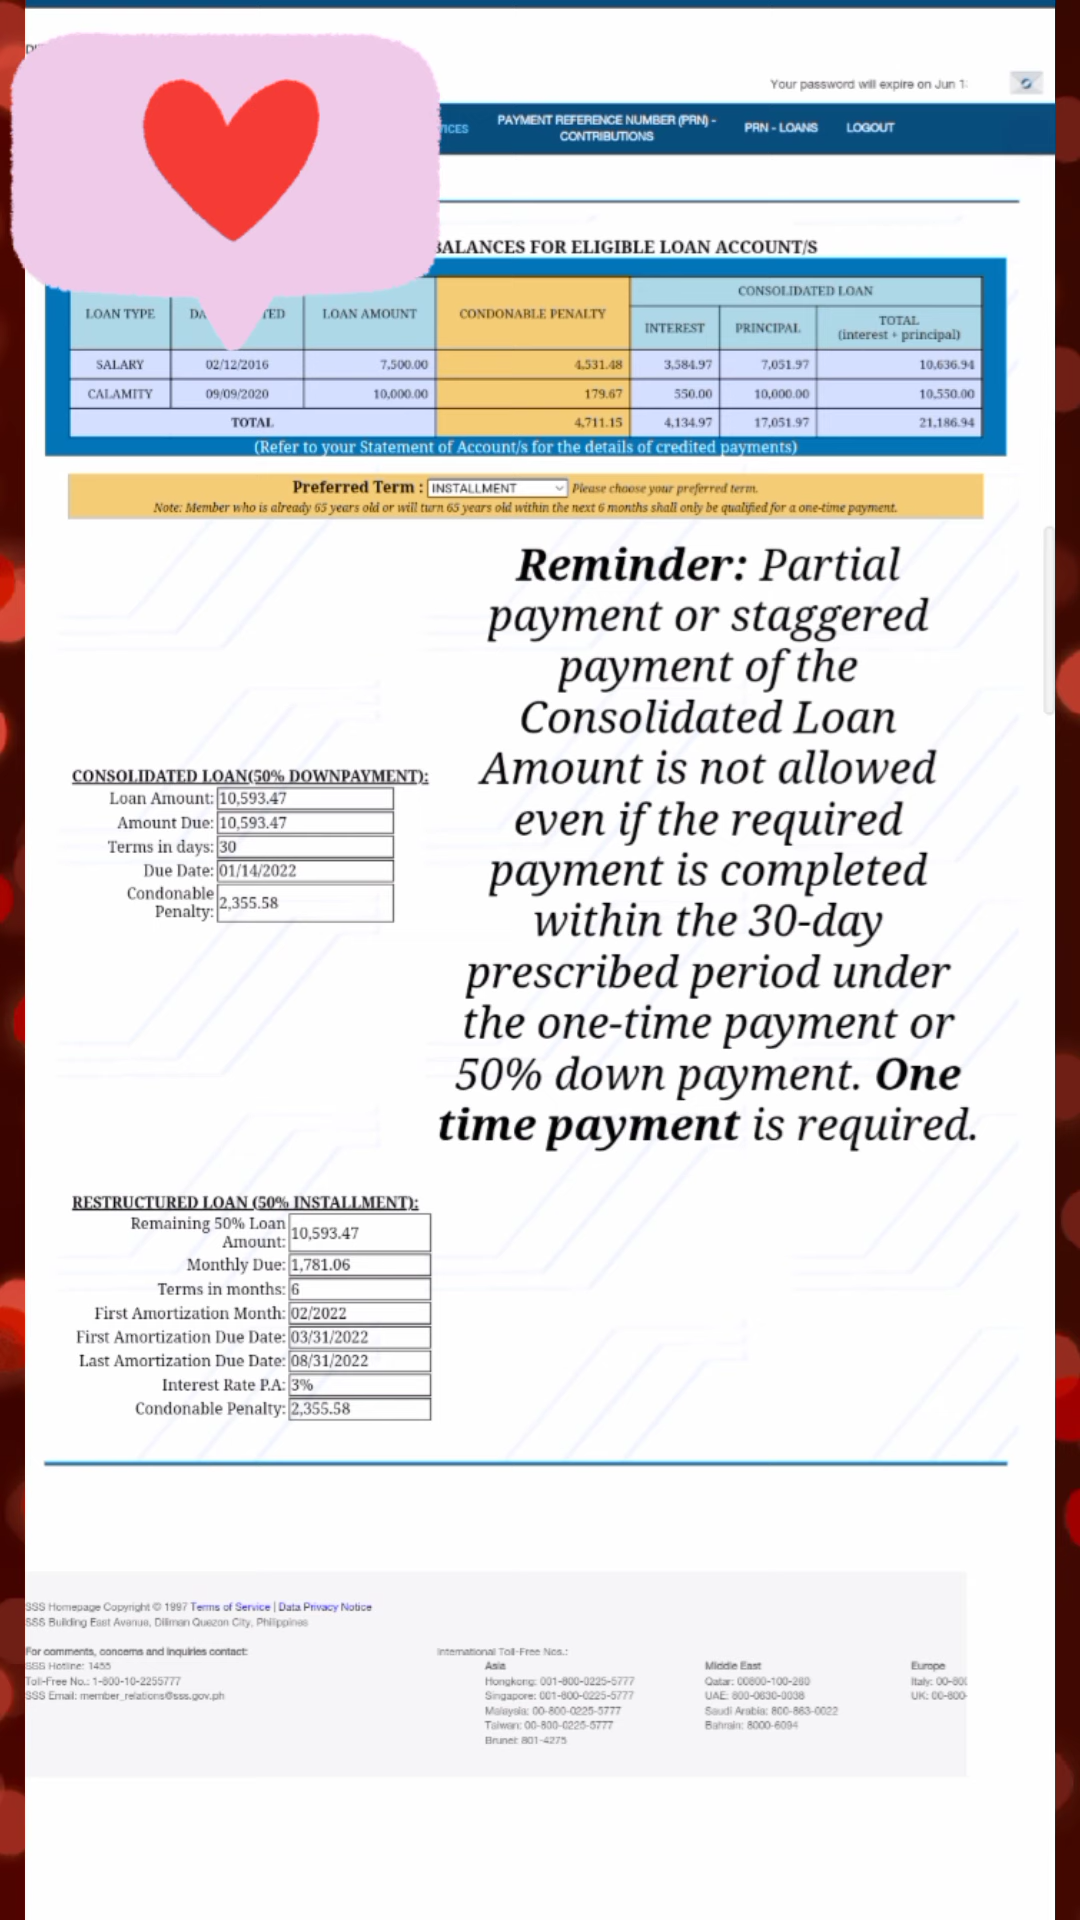 Your password will expire on Jun 1
PAYMENT REFERENCE NUMBER (PRN) -
CONTRIBUTIONS
PRN - LOANS
LOGOUT
BALANCES FOR ELIGIBLE LOAN ACCOUNT/S
LOAN TYPE LOAN AMOUNT CONDONABLE PENALTY CONSOLIDATED LOAN
INTEREST PRINCIPAL TOTAL
(interest + principal)
SALARY 02/12/2016 7,500.00 4,531.48 3,584.97 7,051.97 10,636.94
CALAMITY 09/09/2020 10,000.00 179.67 550.00 10,000.00 10,550.00
TOTAL 4,711.15 4,134.97 17,051.97 21,186.94
(Refer to your Statement of Account/s for the details of credited payments)
Preferred Term : INSTALLMENT Please choose your preferred term.
Note: Member who is already 65 years old or will turn 65 years old within the next 6 months shall only be qualified for a one-time payment.
Reminder: Partial
payment or staggered
payment of the
Consolidated Loan
Amount is not allowed
even if the required
payment is completed
within the 30-day
prescribed period under
the one-time payment or
50% down payment. One
time payment is required.
CONSOLIDATED LOAN(50% DOWNPAYMENT):
Loan Amount: 10,593.47
Amount Due: 10,593.47
Terms in days: 30
Due Date: 01/14/2022
Condonable
Penalty: 2,355.58
RESTRUCTURED LOAN (50% INSTALLMENT):
Remaining 50% Loan
Amount: 10,593.47
Monthly Due: 1,781.06
Terms in months: 6
First Amortization Month: 02/2022
First Amortization Due Date: 03/31/2022
Last Amortization Due Date: 08/31/2022
Interest Rate P.A: 3%
Condonable Penalty: 2,355.58
SSS Homepage Copyright © 1997 Terms of Service | Data Privacy Notice
SSS Building East Avenue, Diliman Quezon City, Philippines
For comments, concerns and inquiries contact:
SSS Hotline: 1455
Toll-Free No.: 1-800-10-2255777
SSS Email: member_relations@sss.gov.ph
International Toll-Free Nos.:
Asia
Hongkong: 001-800-0225-5777
Singapore: 001-800-0225-5777
Malaysia: 00-800-0225-5777
Taiwan: 00-800-0225-5777
Brunei: 801-4275
Middle East
Qatar: 00800-100-260
UAE: 800-0630-0038
Saudi Arabia: 800-863-0022
Bahrain: 8000-6094
Europe
Italy: 00-800
UK: 00-800-